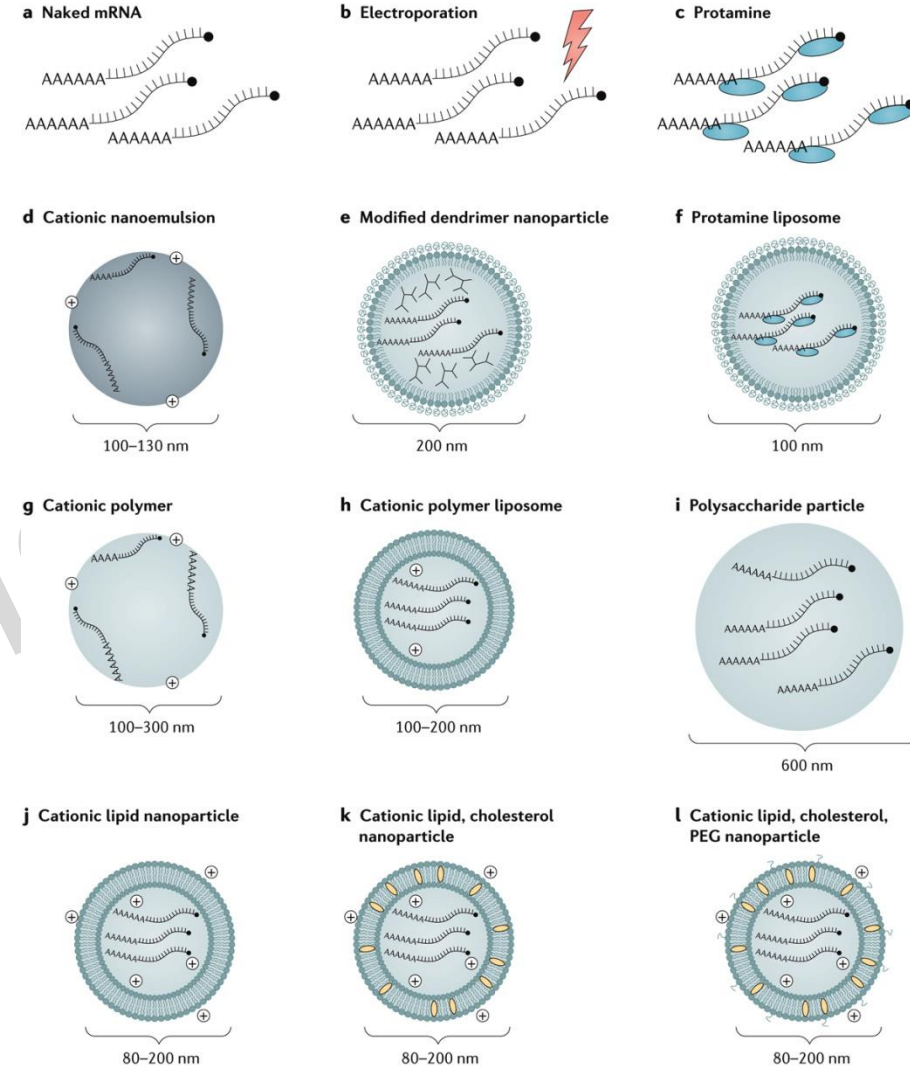 a Naked mRNA
b Electroporation
c Protamine
AAAAAA
AAAAAA
AAAAAA
AAAAAA
AAAAAA
AAAAAA
AAAAAA
AAAAAA
AAAAAA
d Cationic nanoemulsion
e Modified dendrimer nanoparticle
f Protamine liposome
100–130 nm
200 nm
100 nm
g Cationic polymer
h Cationic polymer liposome
i Polysaccharide particle
AAAAAA
AAAAAA
AAAAAA
100–300 nm
100–200 nm
600 nm
j Cationic lipid nanoparticle
k Cationic lipid, cholesterol
nanoparticle
l Cationic lipid, cholesterol,
PEG nanoparticle
80–200 nm
80–200 nm
80–200 nm